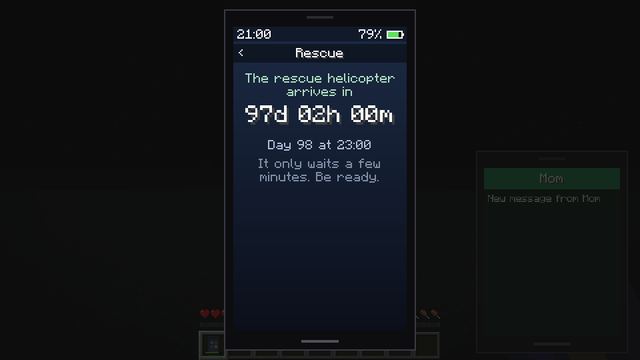 21:00 79%
< Rescue
The rescue helicopter
arrives in
97d 02h 00m
Day 98 at 23:00
It only waits a few
minutes. Be ready.
Mom
New message from Mom